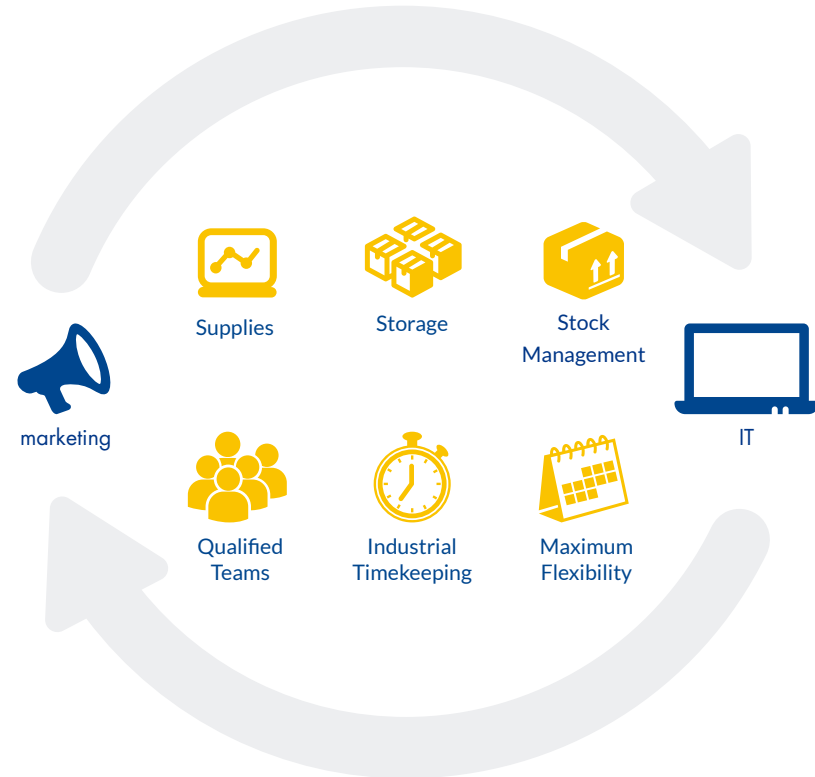 Supplies
Storage
Stock
Management
marketing
IT
Qualified
Teams
Industrial
Timekeeping
Maximum
Flexibility